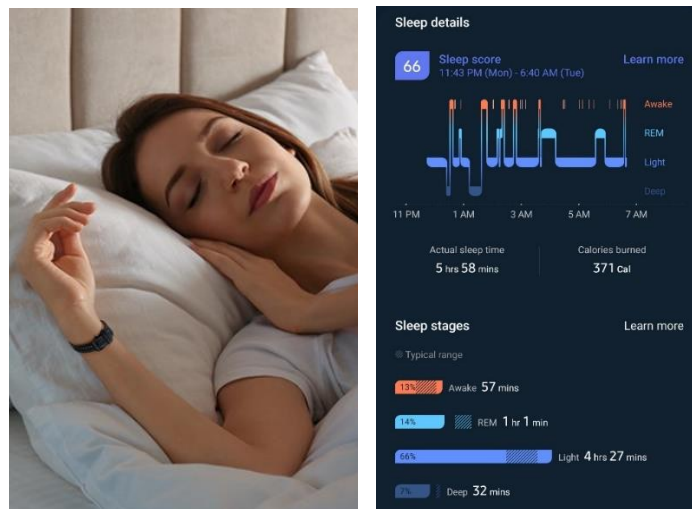 Sleep details
66
Sleep score
Learn more
11:43 PM (Mon) - 6:40 AM (Tue)
Awake
REM
Light
Deep
11 PM 1 AM 3 AM 5 AM 7 AM
Actual sleep time
5 hrs 58 mins
Calories burned
371 Cal
Sleep stages
Learn more
Typical range
13% Awake 57 mins
14% REM 1 hr 1 min
66% Light 4 hrs 27 mins
7% Deep 32 mins